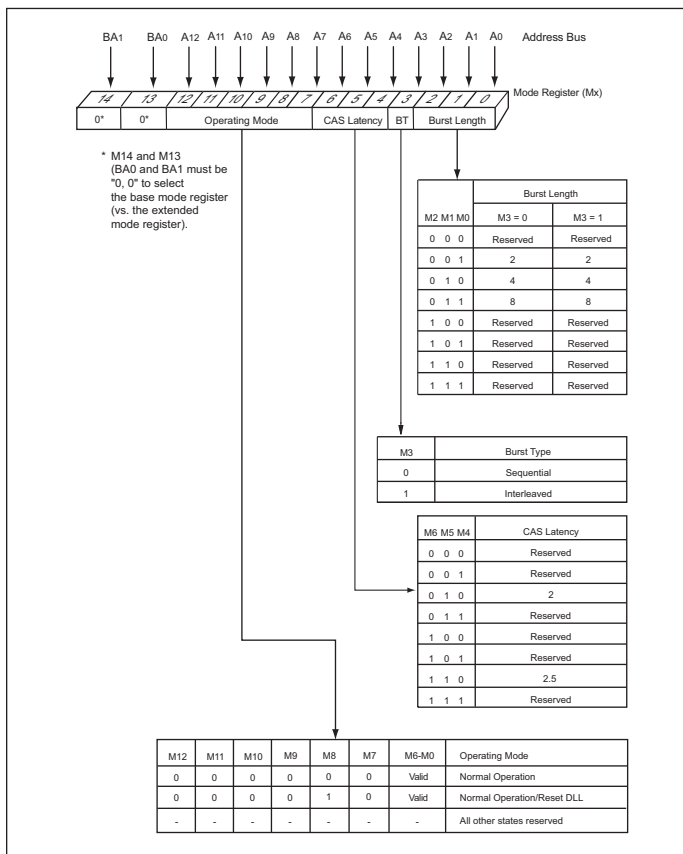 BA1 BA0 A12 A11 A10 A9 A8 A7 A6 A5 A4 A3 A2 A1 A0 Address Bus
14 13 12 11 10 9 8 7 6 5 4 3 2 1 0 Mode Register (Mx)
0* 0* Operating Mode CAS Latency BT Burst Length
* M14 and M13
(BA0 and BA1 must be
"0, 0" to select
the base mode register
(vs. the extended
mode register).
Burst Length
M2 M1 M0 M3 = 0 M3 = 1
0 0 0 Reserved Reserved
0 0 1 2 2
0 1 0 4 4
0 1 1 8 8
1 0 0 Reserved Reserved
1 0 1 Reserved Reserved
1 1 0 Reserved Reserved
1 1 1 Reserved Reserved
M3 Burst Type
0 Sequential
1 Interleaved
M6 M5 M4 CAS Latency
0 0 0 Reserved
0 0 1 Reserved
0 1 0 2
0 1 1 Reserved
1 0 0 Reserved
1 0 1 Reserved
1 1 0 2.5
1 1 1 Reserved
M12 M11 M10 M9 M8 M7 M6-M0 Operating Mode
0 0 0 0 0 0 Valid Normal Operation
0 0 0 0 1 0 Valid Normal Operation/Reset DLL
- - - - - - - All other states reserved